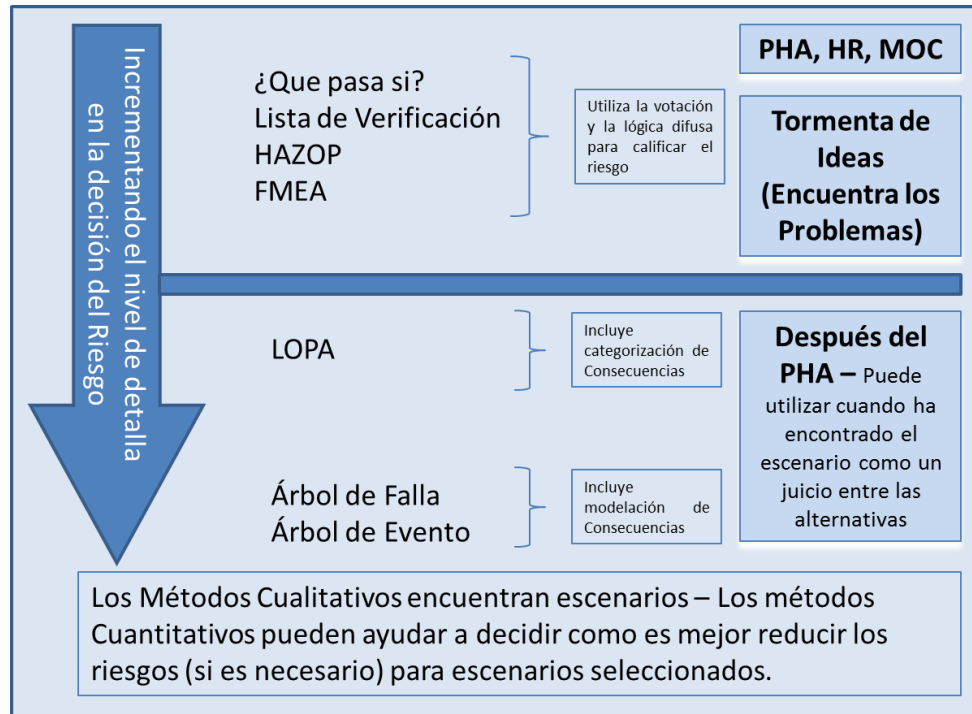 Incrementando el nivel de detalla
en la decisión del Riesgo
¿Que pasa si?
Lista de Verificación
HAZOP
FMEA
Utiliza la votación
y la lógica difusa
para calificar el
riesgo
PHA, HR, MOC
Tormenta de
Ideas
(Encuentra los
Problemas)
LOPA
Incluye
categorización de
Consecuencias
Después del
PHA – Puede
utilizar cuando ha
encontrado el
escenario como un
juicio entre las
alternativas
Árbol de Falla
Árbol de Evento
Incluye
modelación de
Consecuencias
Los Métodos Cualitativos encuentran escenarios – Los métodos
Cuantitativos pueden ayudar a decidir como es mejor reducir los
riesgos (si es necesario) para escenarios seleccionados.